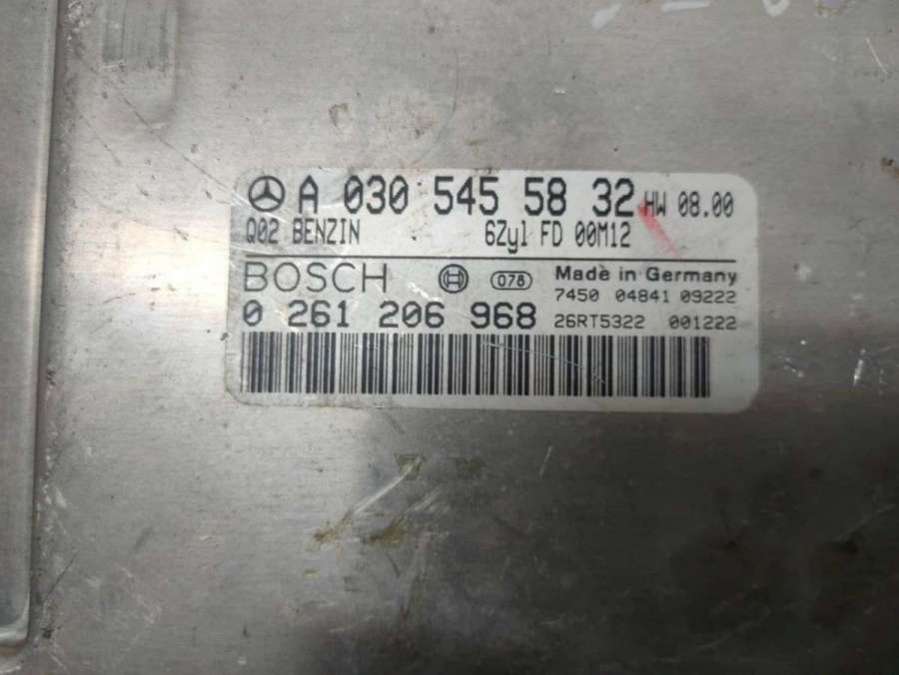 A 030 545 58 32 HW 08.00
Q02 BENZIN 6Zyl FD 00M12
BOSCH 078 Made in Germany
7450 04841 09222
0 261 206 968 26RT5322 001222